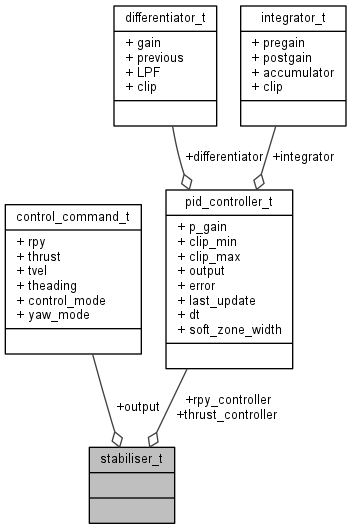 differentiator_t
+ gain
+ previous
+ LPF
+ clip
integrator_t
+ pregain
+ postgain
+ accumulator
+ clip
+differentiator
+integrator
control_command_t
+ rpy
+ thrust
+ tvel
+ theading
+ control_mode
+ yaw_mode
pid_controller_t
+ p_gain
+ clip_min
+ clip_max
+ output
+ error
+ last_update
+ dt
+ soft_zone_width
+output
+rpy_controller
+thrust_controller
stabiliser_t